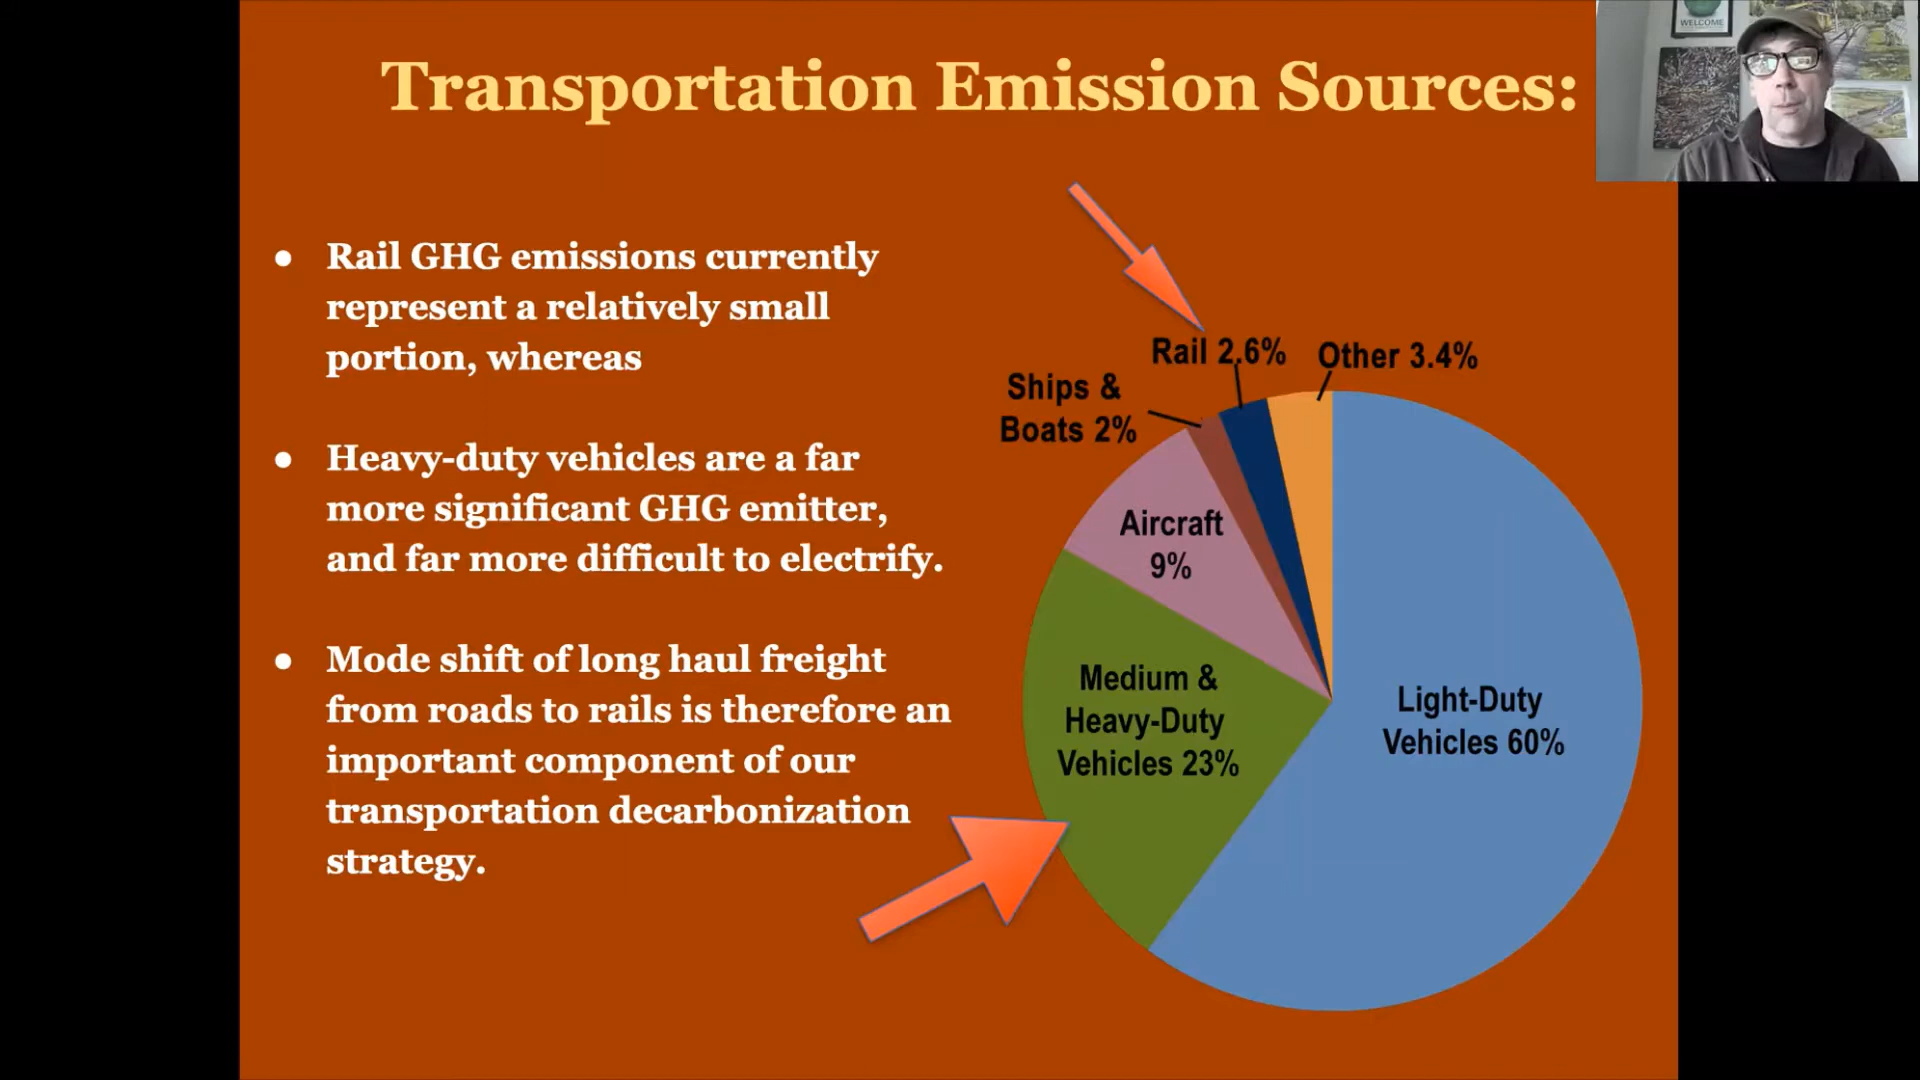 Transportation Emission Sources:
WELCOME
● Rail GHG emissions currently
represent a relatively small
portion, whereas
● Heavy-duty vehicles are a far
more significant GHG emitter,
and far more difficult to electrify.
● Mode shift of long haul freight
from roads to rails is therefore an
important component of our
transportation decarbonization
strategy.
Rail 2.6%
Other 3.4%
Ships &
Boats 2%
Aircraft
9%
Medium &
Heavy-Duty
Vehicles 23%
Light-Duty
Vehicles 60%